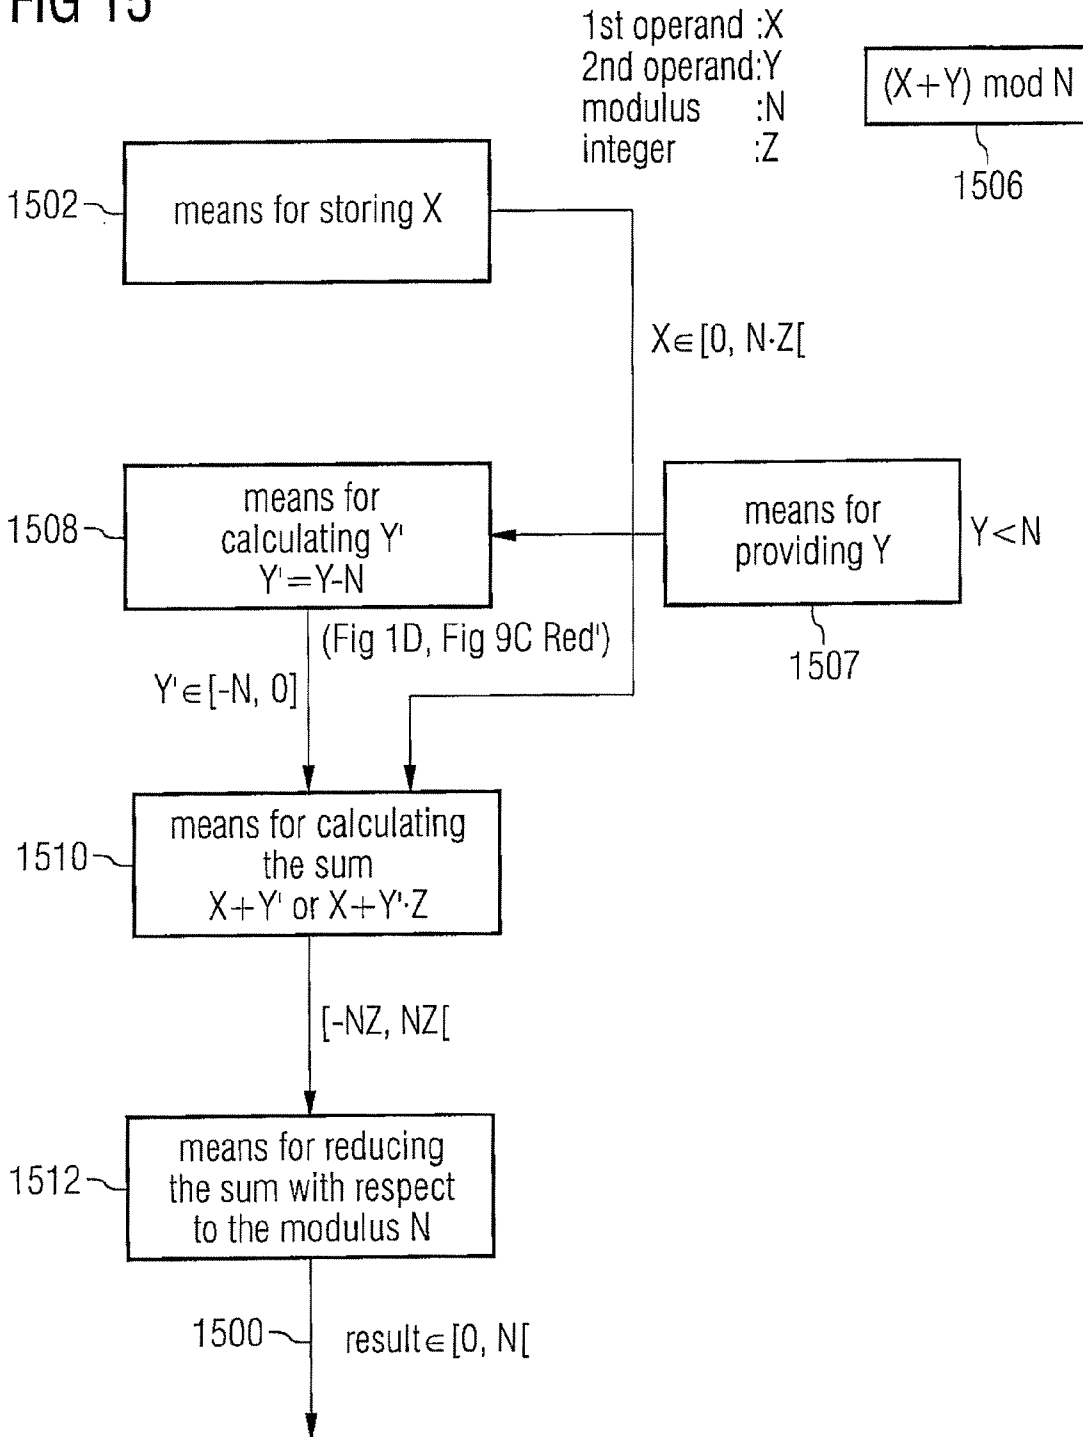 FIG 15
1st operand :X
2nd operand:Y
modulus :N
integer :Z
(X+Y) mod N
1506
1502
means for storing X
X∈[0, N·Z[
1508
means for
calculating Y'
Y'=Y-N
means for
providing Y
Y<N
1507
(Fig 1D, Fig 9C Red')
Y'∈[-N, 0]
1510
means for calculating
the sum
X+Y' or X+Y'·Z
[-NZ, NZ[
1512
means for reducing
the sum with respect
to the modulus N
1500
result∈[0, N[